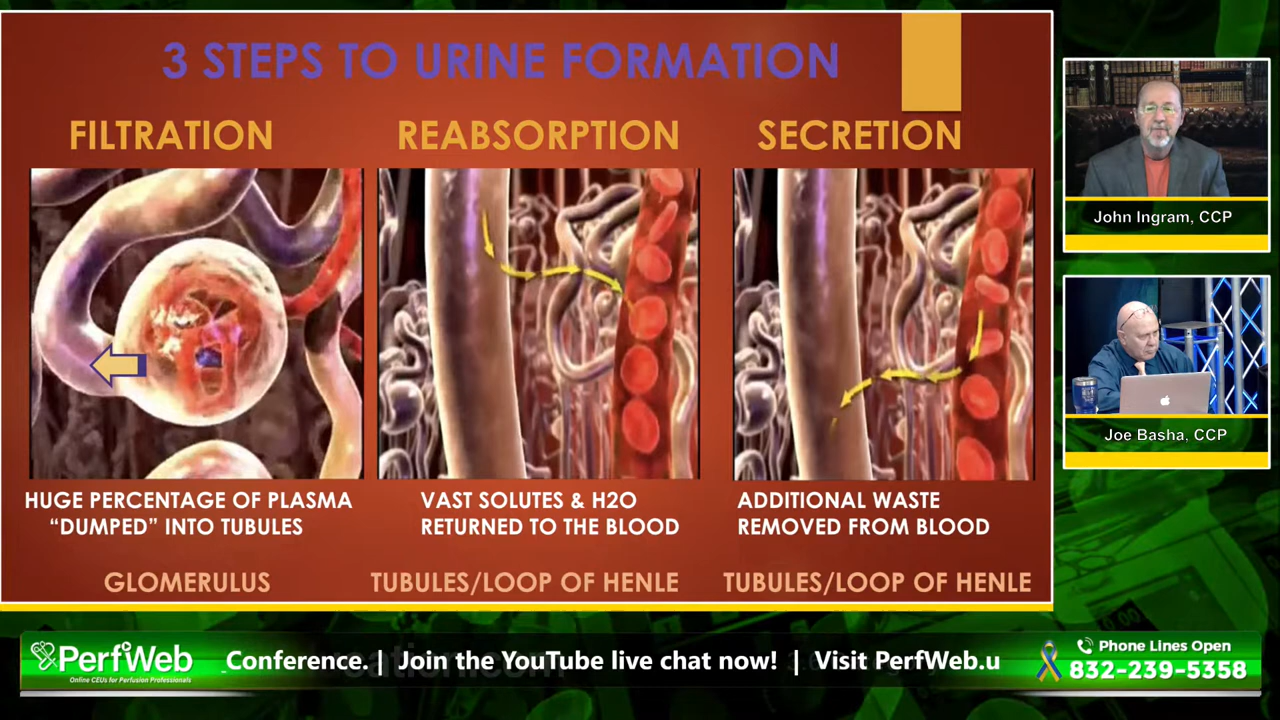 3 STEPS TO URINE FORMATION
FILTRATION
REABSORPTION
SECRETION
HUGE PERCENTAGE OF PLASMA
“DUMPED” INTO TUBULES
VAST SOLUTES & H2O
RETURNED TO THE BLOOD
ADDITIONAL WASTE
REMOVED FROM BLOOD
GLOMERULUS
TUBULES/LOOP OF HENLE
TUBULES/LOOP OF HENLE
John Ingram, CCP
Joe Basha, CCP
PerfWeb
Online CEUs for Perfusion Professionals
Conference. | Join the YouTube live chat now! | Visit PerfWeb.u
Phone Lines Open
832-239-5358